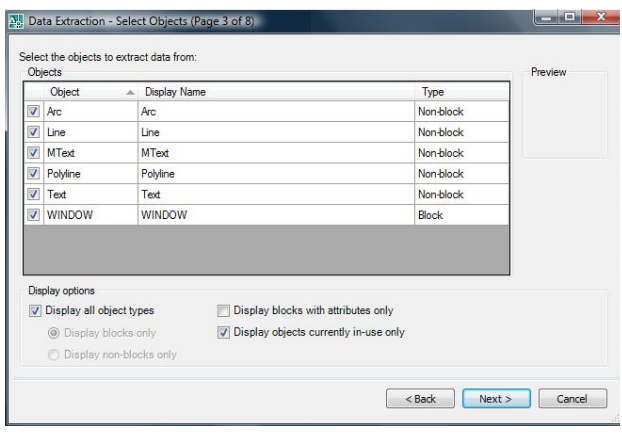 Data Extraction - Select Objects (Page 3 of 8)
Select the objects to extract data from:
Objects
Preview
Object Display Name Type
Arc Arc Non-block
Line Line Non-block
MText MText Non-block
Polyline Polyline Non-block
Text Text Non-block
WINDOW WINDOW Block
Display options
Display all object types Display blocks with attributes only
Display blocks only Display objects currently in-use only
Display non-blocks only
< Back Next > Cancel